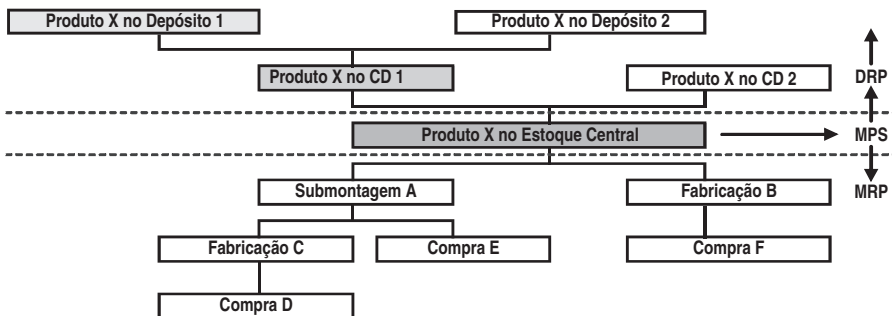 Produto X no Depósito 1
Produto X no Depósito 2
Produto X no CD 1
Produto X no CD 2
DRP
Produto X no Estoque Central
MPS
Submontagem A
Fabricação B
MRP
Fabricação C
Compra E
Compra F
Compra D